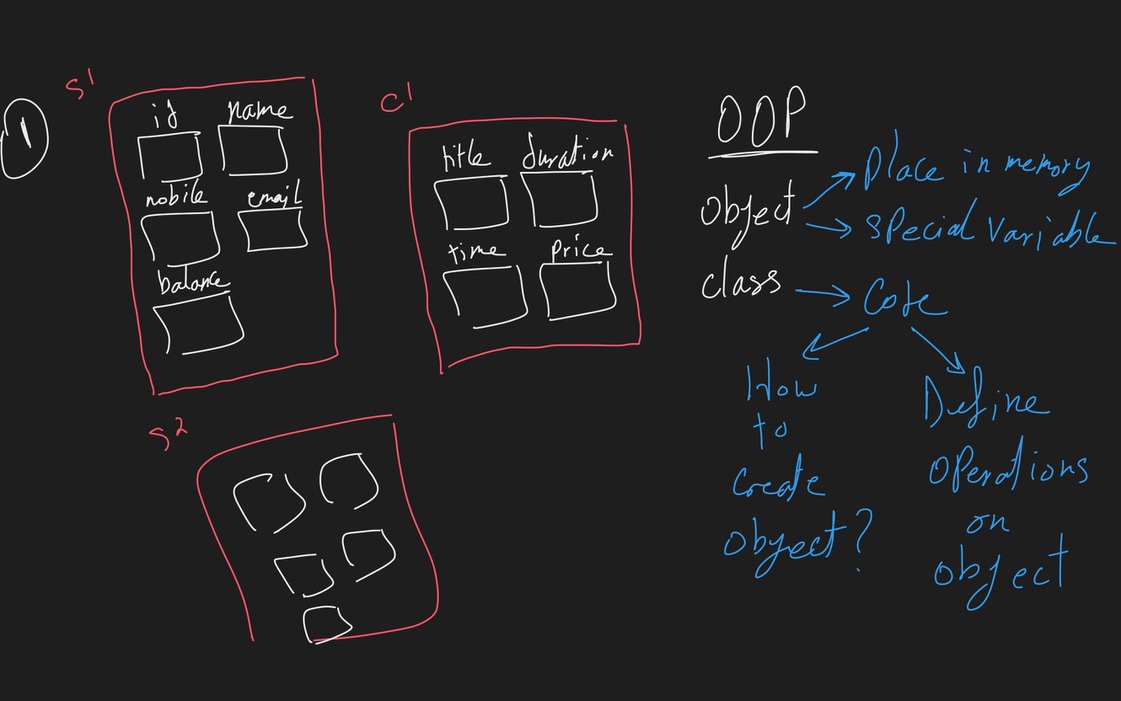 1
S1
id name
mobile email
balance
C1
title duration
time price
S2
OOP
object
Place in memory
special variable
class
Code
How
to
create
object?
Define
operations
on
object